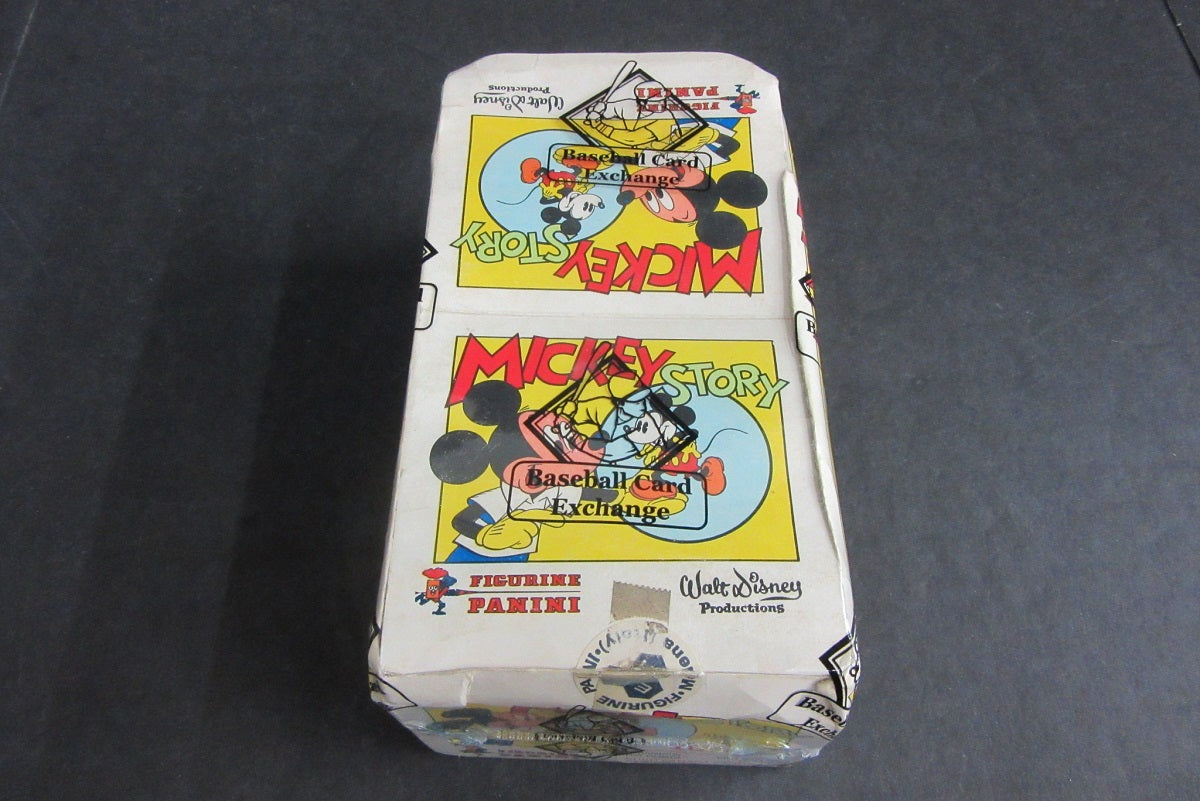 Walt Disney
Productions
FIGURINE
PANINI
Baseball Card
Exchange
MICKEY
STORY
MICKEY
STORY
Baseball Card
Exchange
FIGURINE
PANINI
Walt Disney
Productions
FIGURINE